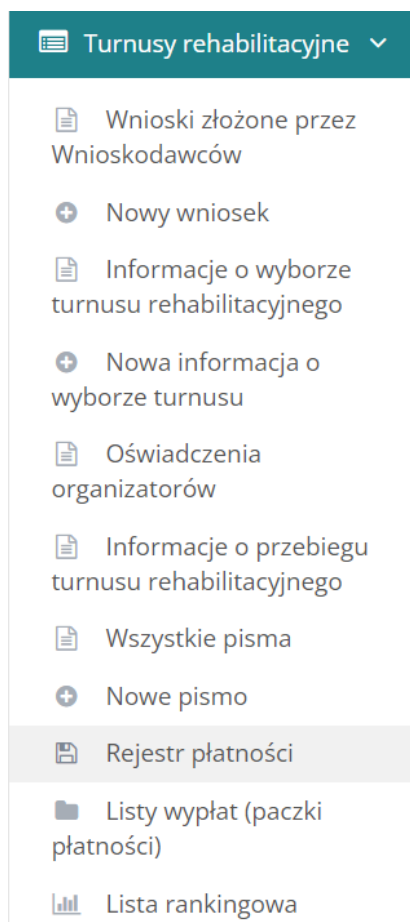 Turnusy rehabilitacyjne
Wnioski złożone przez
Wnioskodawców
Nowy wniosek
Informacje o wyborze
turnusu rehabilitacyjnego
Nowa informacja o
wyborze turnusu
Oświadczenia
organizatorów
Informacje o przebiegu
turnusu rehabilitacyjnego
Wszystkie pisma
Nowe pismo
Rejestr płatności
Listy wypłat (paczki
płatności)
Lista rankingowa